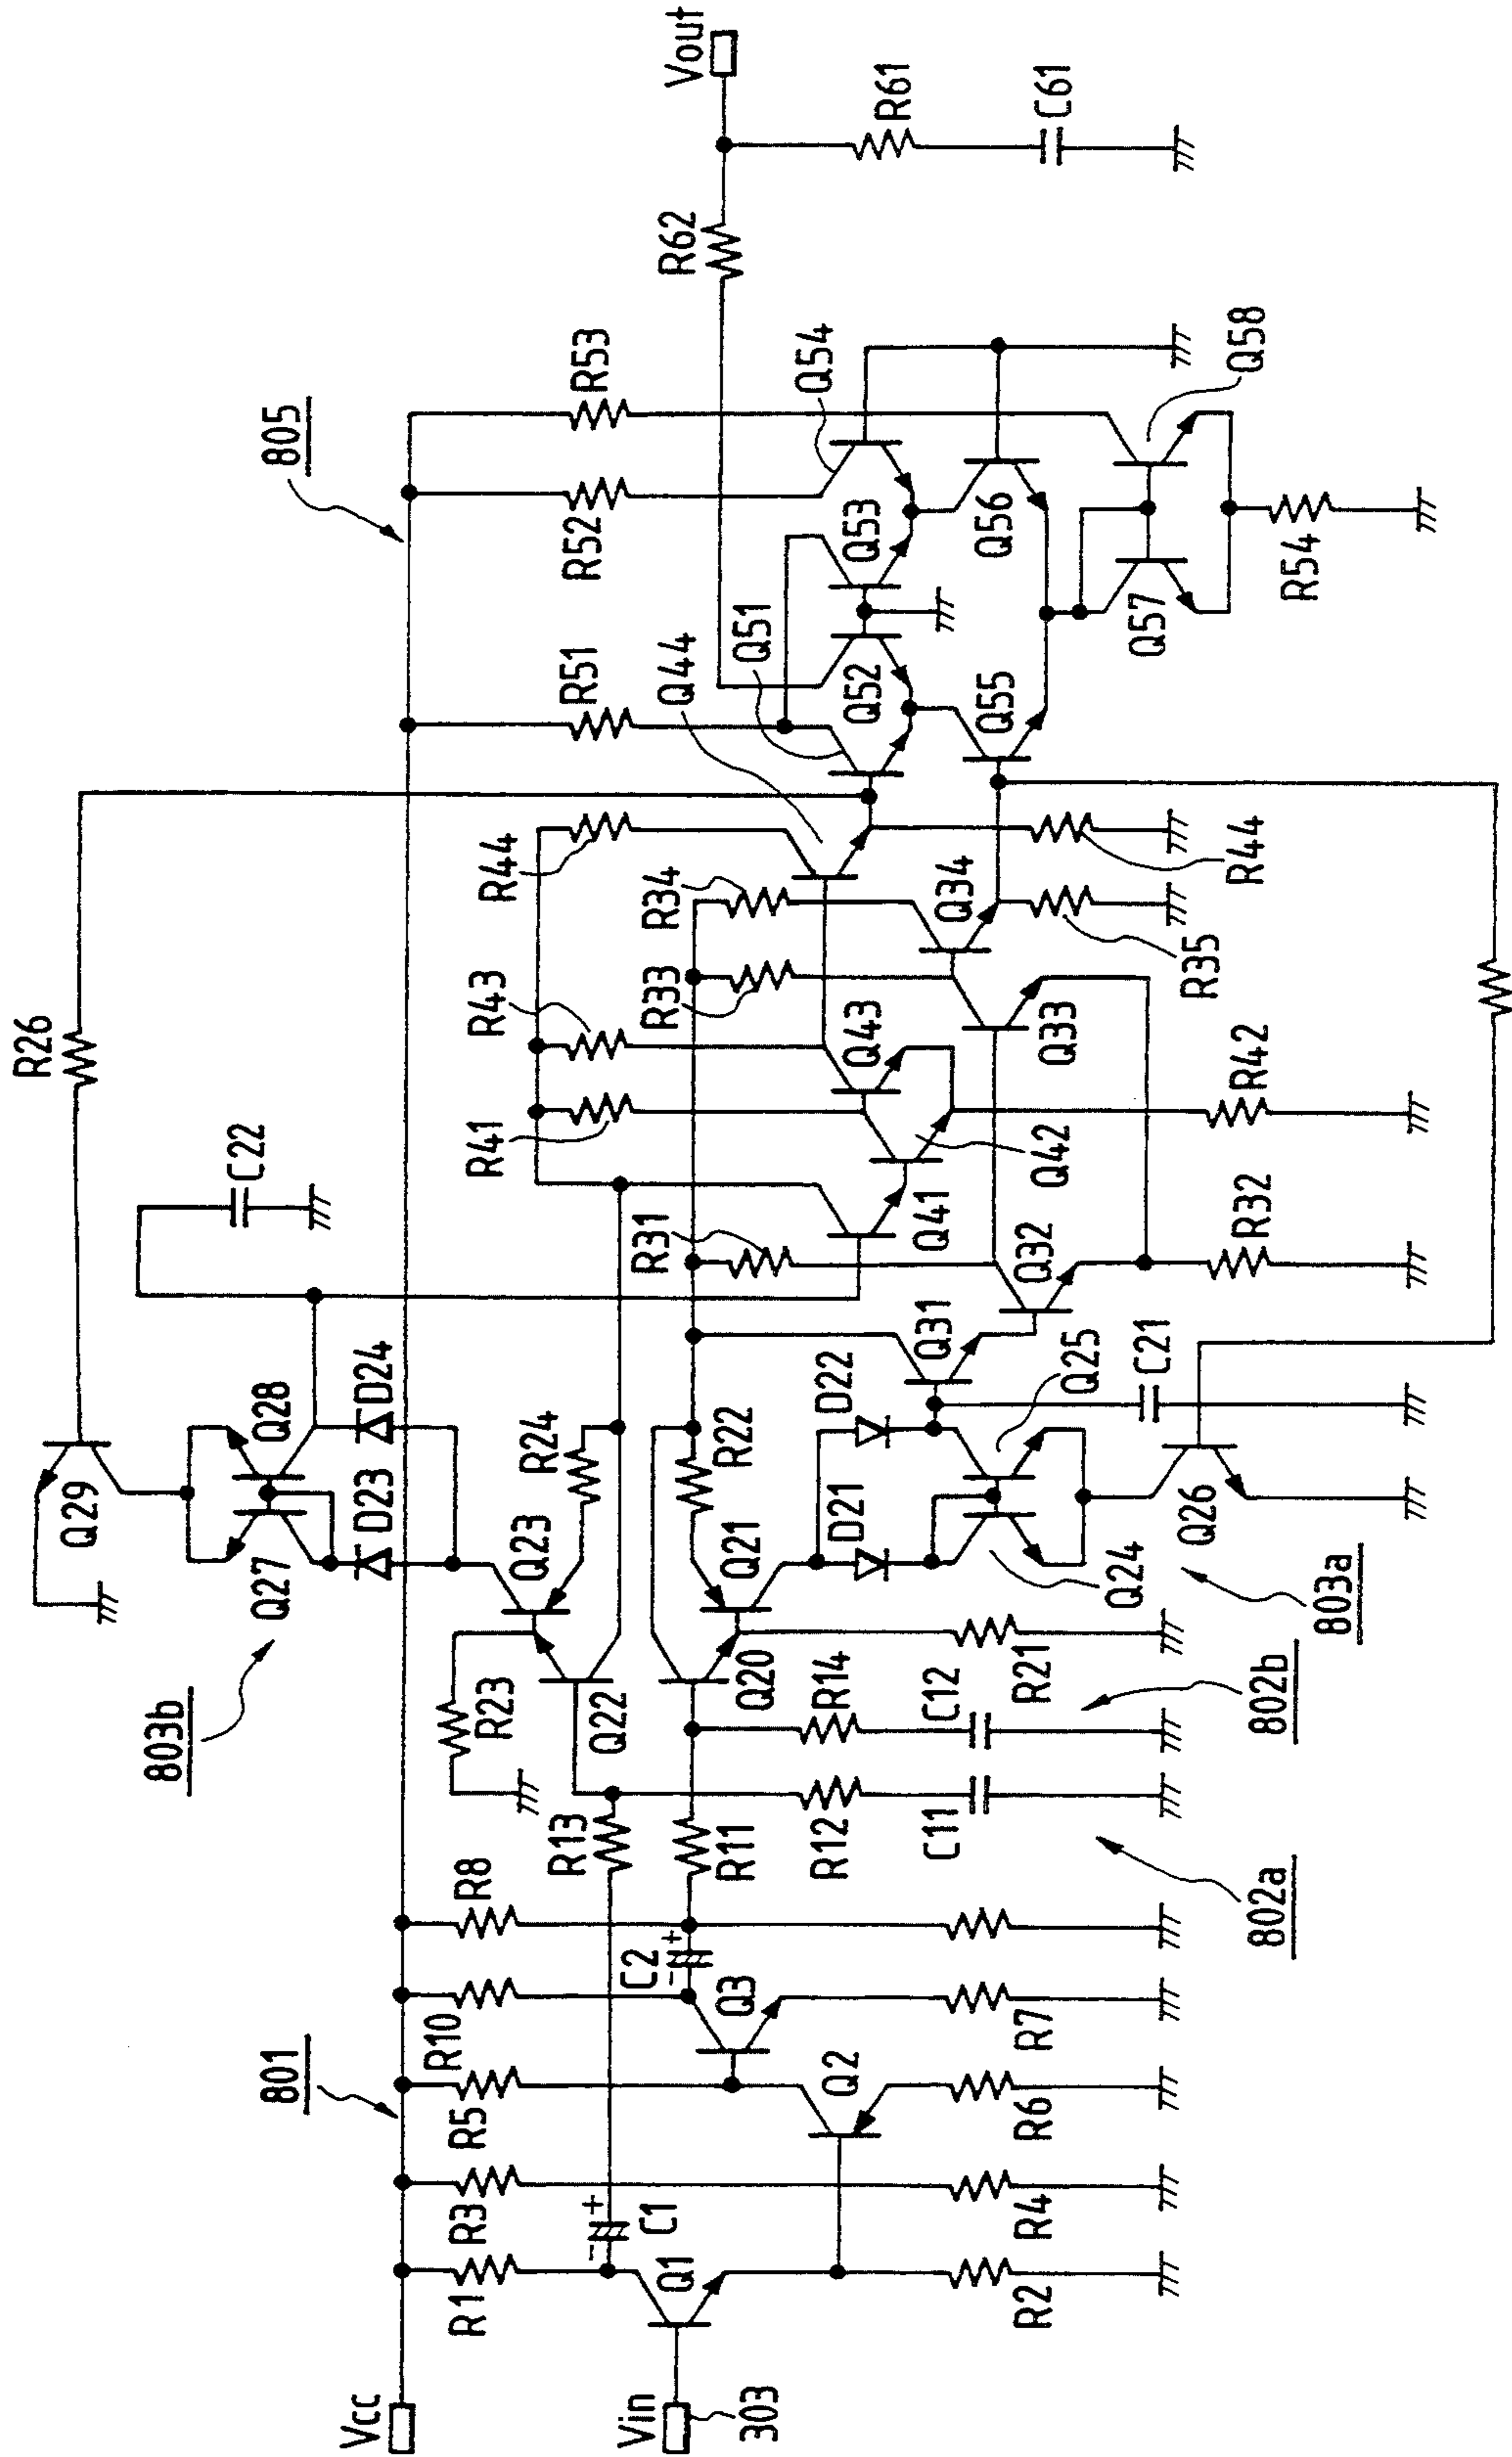 Vcc
Vin
303
801
R1
R3
R5
R10
R8
C1
C2
Q1
Q2
Q3
R2
R4
R6
R7
R13
R11
R12
R14
C11
C12
802a
802b
803b
803a
R23
Q22
Q20
R21
Q23
R24
Q21
R22
D21
D22
Q24
Q25
Q26
C21
Q27
Q28
Q29
D23
D24
C22
R26
R31
Q31
Q32
R32
Q41
Q42
R42
R41
R43
Q43
R33
R34
Q33
Q34
R35
R44
R44
Q44
Q51
R51
Q52
Q53
Q54
Q55
Q56
Q57
Q58
R52
R53
R54
805
R62
R61
C61
Vout